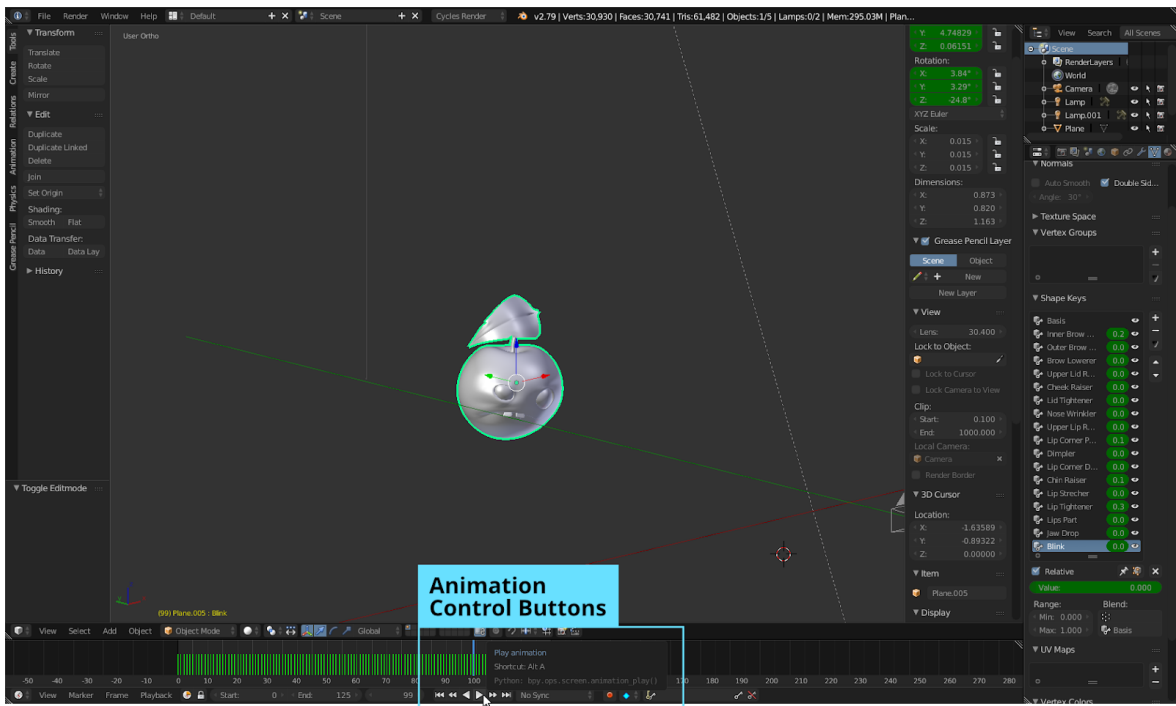 File Render Window Help Default Scene Cycles Render v2.79 | Verts:30,930 | Faces:30,741 | Tris:61,482 | Objects:1/5 | Lamps:0/2 | Mem:295.03M | Plan...
Tools
Create
Relations
Animation
Physics
Grease Pencil
Transform
Translate
Rotate
Scale
Mirror
Edit
Duplicate
Duplicate Linked
Delete
Join
Set Origin
Shading:
Smooth Flat
Data Transfer:
Data Data Lay
History
Toggle Editmode
User Ortho
(99) Plane.005 : Blink
Animation
Control Buttons
Y: 4.74829
Z: 0.06151
Rotation:
X: 3.84°
Y: 3.29°
Z: -24.8°
XYZ Euler
Scale:
X: 0.015
Y: 0.015
Z: 0.015
Dimensions:
X: 0.873
Y: 0.820
Z: 1.163
Grease Pencil Layer
Scene Object
New
New Layer
View
Lens: 30.400
Lock to Object:
Lock to Cursor
Lock Camera to View
Clip:
Start: 0.100
End: 1000.000
Local Camera:
Camera
Render Border
3D Cursor
Location:
X: -1.63589
Y: -0.89322
Z: 0.00000
Item
Plane.005
Display
View Search All Scenes
Scene
RenderLayers
World
Camera
Lamp
Lamp.001
Plane
Normals
Auto Smooth Double Sid...
Angle: 30°
Texture Space
Vertex Groups
Shape Keys
Basis
Inner Brow ... 0.2
Outer Brow ... 0.0
Brow Lowerer 0.0
Upper Lid R... 0.0
Cheek Raiser 0.0
Lid Tightener 0.0
Nose Wrinkler 0.0
Upper Lip R... 0.0
Lip Corner P... 0.1
Dimpler 0.0
Lip Corner D... 0.0
Chin Raiser 0.1
Lip Strecher 0.0
Lip Tightener 0.3
Lips Part 0.0
Jaw Drop 0.0
Blink 0.0
Relative
Value: 0.000
Range: Blend:
Min: 0.000
Max: 1.000 Basis
UV Maps
Vertex Colors
View Select Add Object Object Mode Global
Play animation
Shortcut: Alt A
Python: bpy.ops.screen.animation_play()
-50 -40 -30 -20 -10 0 10 20 30 40 50 60 70 80 90 100 170 180 190 200 210 220 230 240 250 260 270 280
View Marker Frame Playback Start: 0 End: 125 99 No Sync